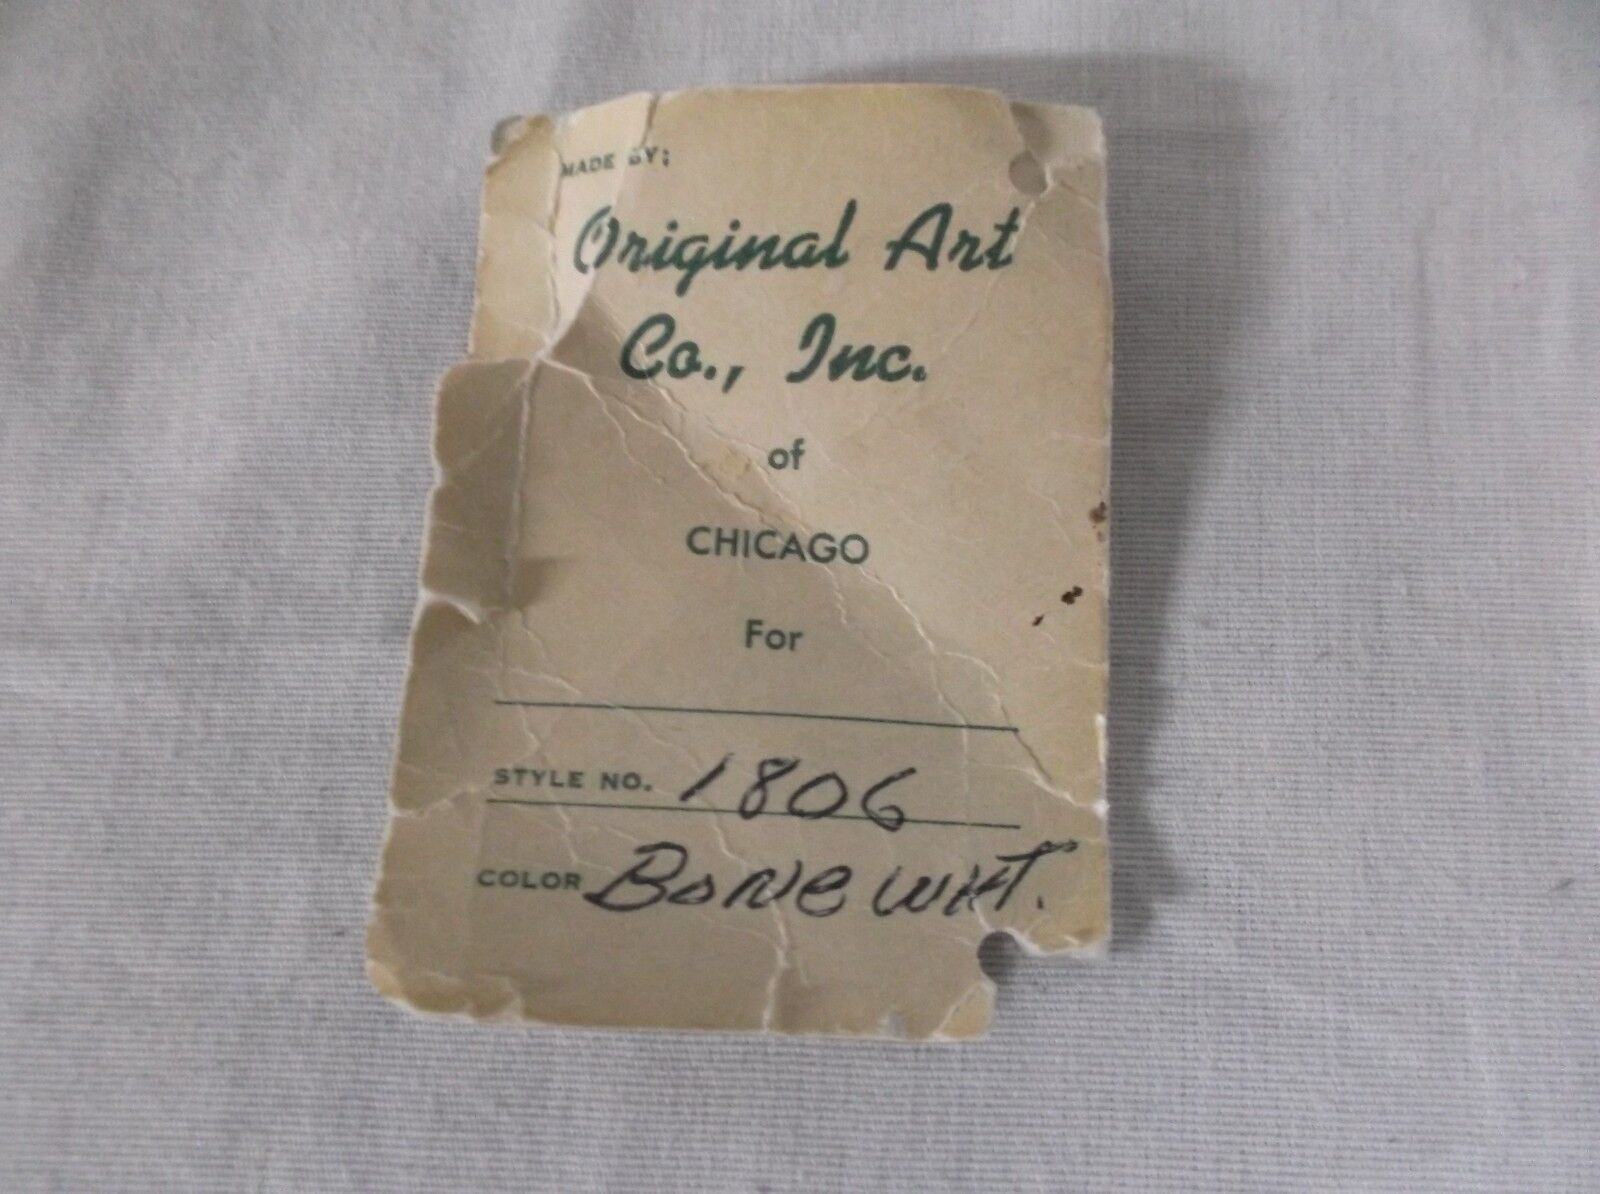 MADE BY:
Original Art
Co., Inc.
of
CHICAGO
For
STYLE NO. 1806
COLOR BONE WHT.